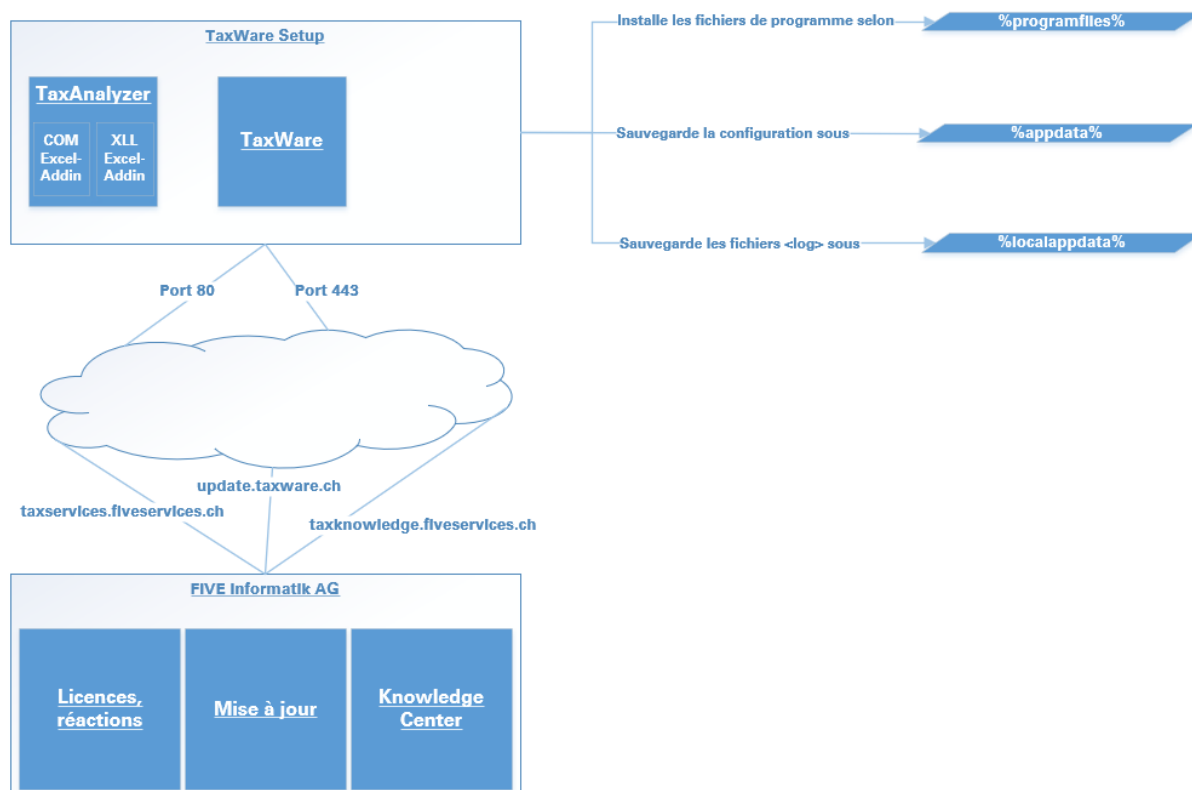 TaxWare Setup
TaxAnalyzer
COM
Excel-
Addin
XLL
Excel-
Addin
TaxWare
Installe les fichiers de programme selon
%programfiles%
Sauvegarde la configuration sous
%appdata%
Sauvegarde les fichiers <log> sous
%localappdata%
Port 80
Port 443
update.taxware.ch
taxservices.fiveservices.ch
taxknowledge.fiveservices.ch
FIVE Informatik AG
Licences,
réactions
Mise à jour
Knowledge
Center